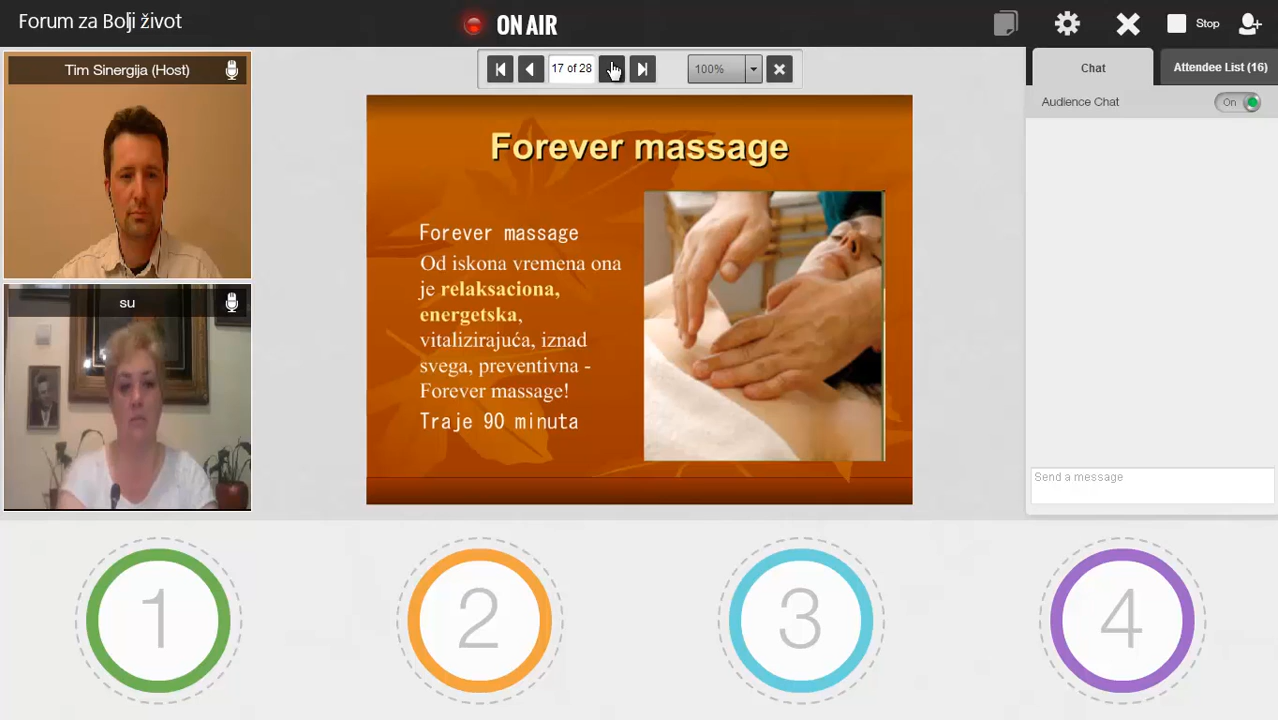 Forum za Bolji život
ON AIR
Stop
Tim Sinergija (Host)
su
17 of 28
100%
Chat
Attendee List (16)
Audience Chat
On
Send a message
Forever massage
Forever massage
Od iskona vremena ona
je relaksaciona,
energetska,
vitalizirajuća, iznad
svega, preventivna -
Forever massage!
Traje 90 minuta
1
2
3
4